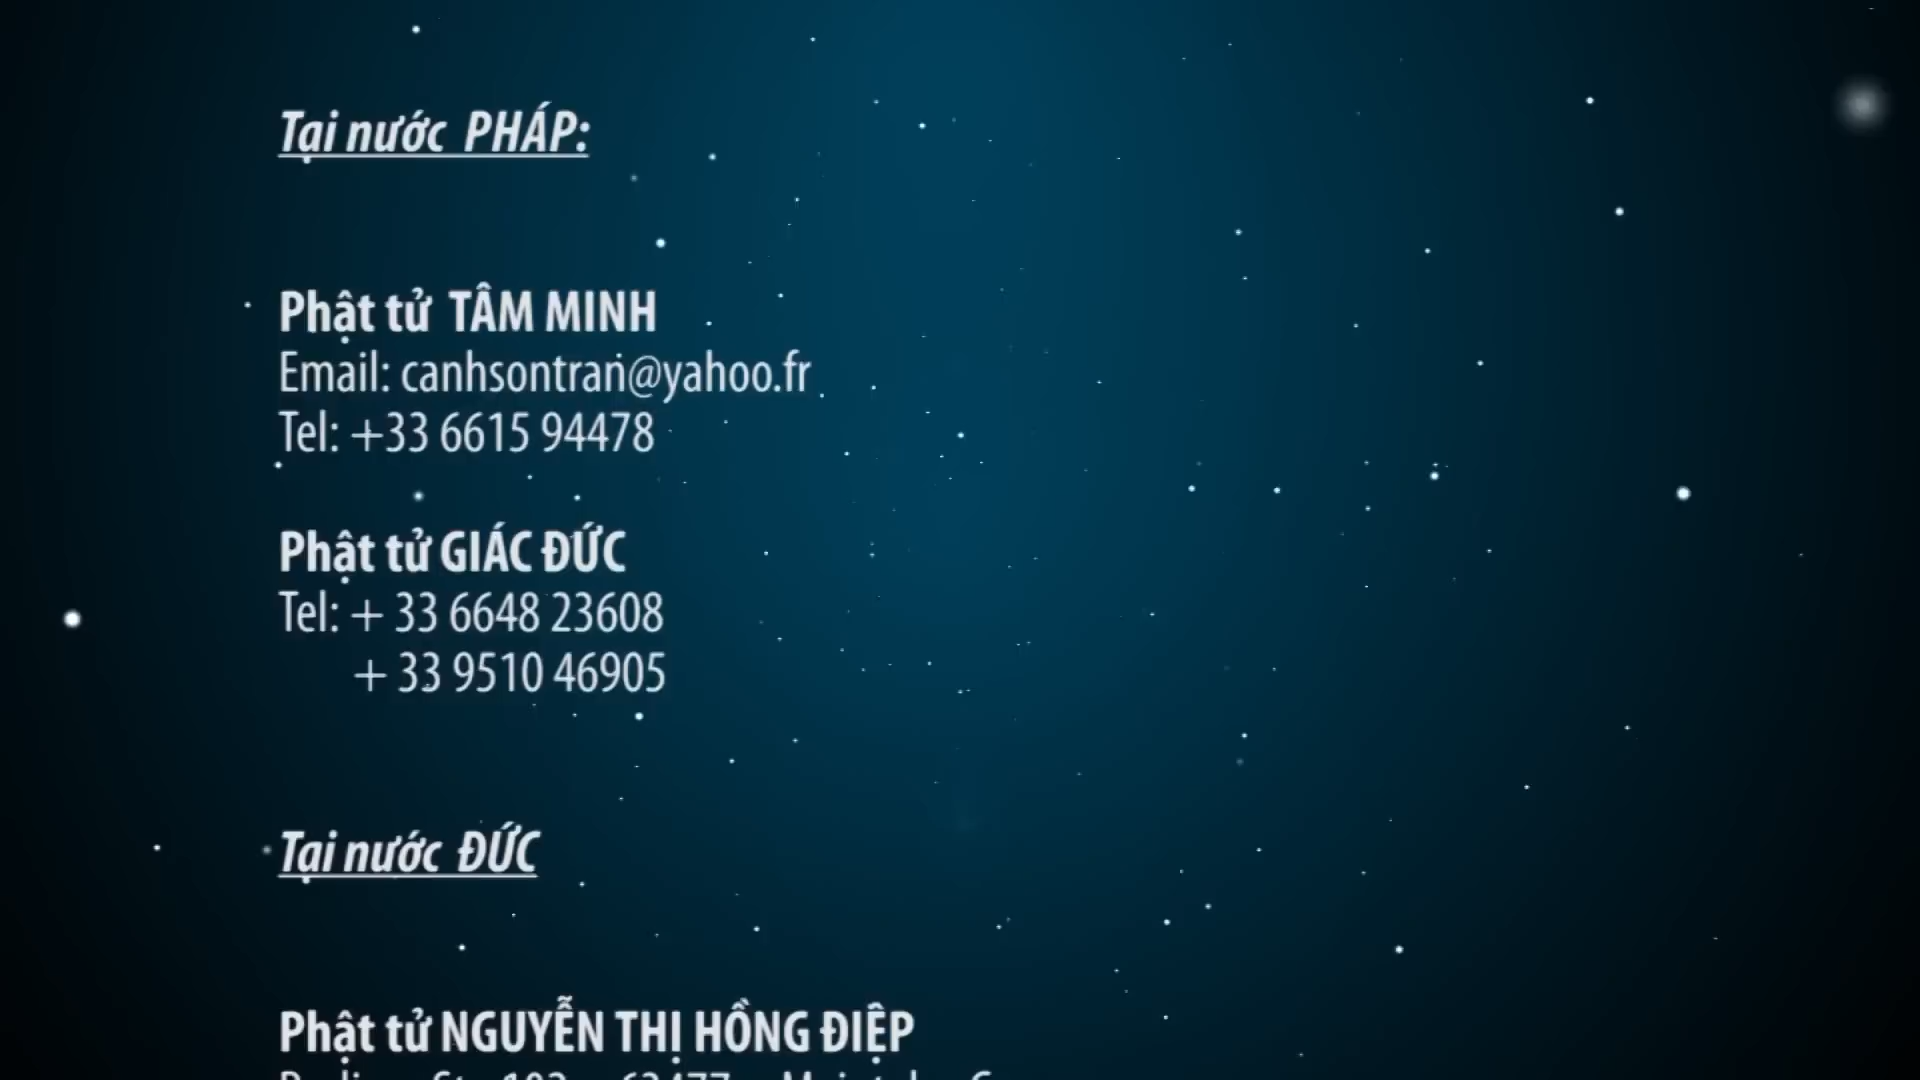 Tại nước PHÁP:
Phật tử TÂM MINH
Email: canhsontran@yahoo.fr
Tel: +33 6615 94478
Phật tử GIÁC ĐỨC
Tel: + 33 6648 23608
+ 33 9510 46905
Tại nước ĐỨC
Phật tử NGUYỄN THỊ HỒNG ĐIỆP